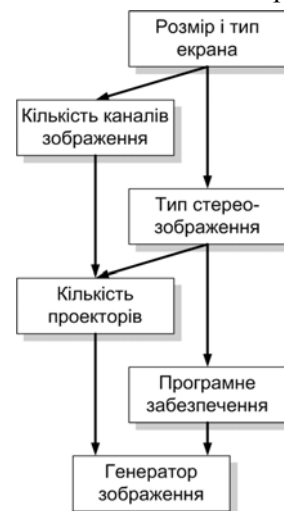 Розмір і тип
екрана
Кількість каналів
зображення
Тип стерео-
зображення
Кількість
проекторів
Програмне
забезпечення
Генератор
зображення